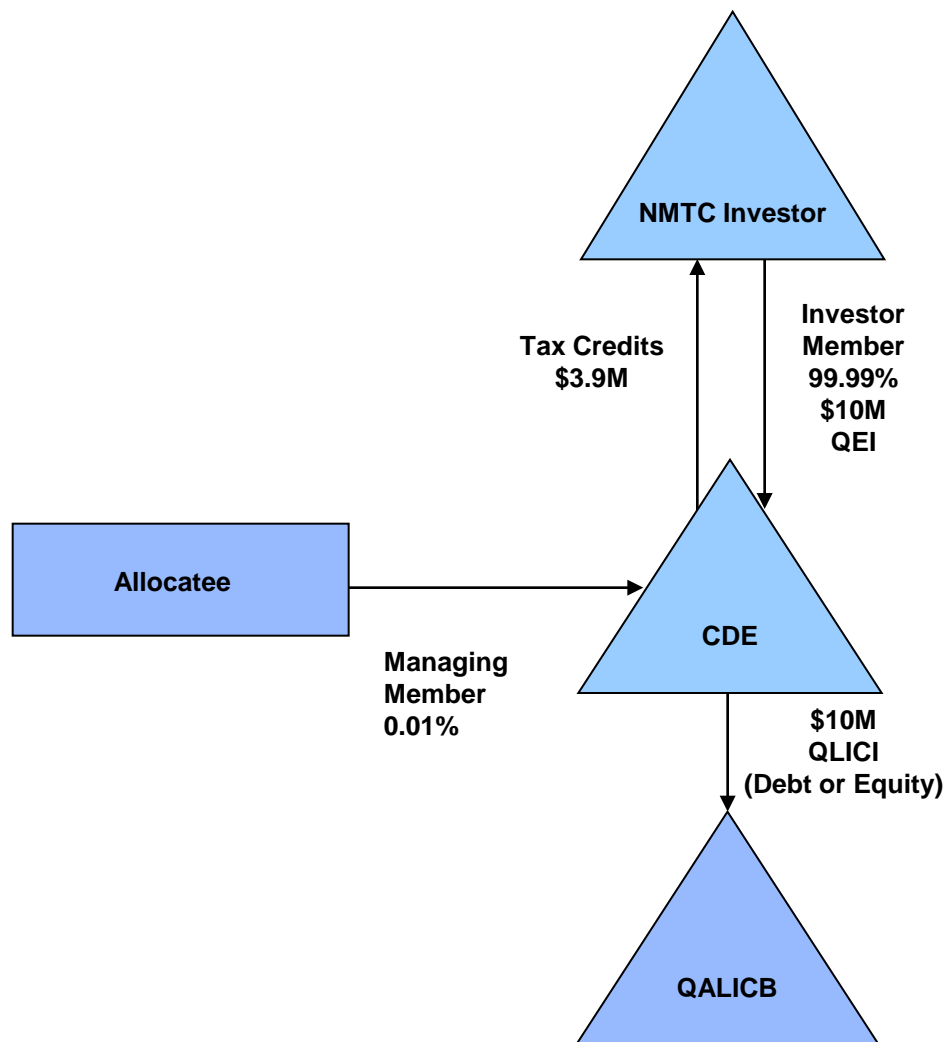 NMTC Investor
Tax Credits
$3.9M
Investor
Member
99.99%
$10M
QEI
Allocatee
CDE
Managing
Member
0.01%
$10M
QLICI
(Debt or Equity)
QALICB